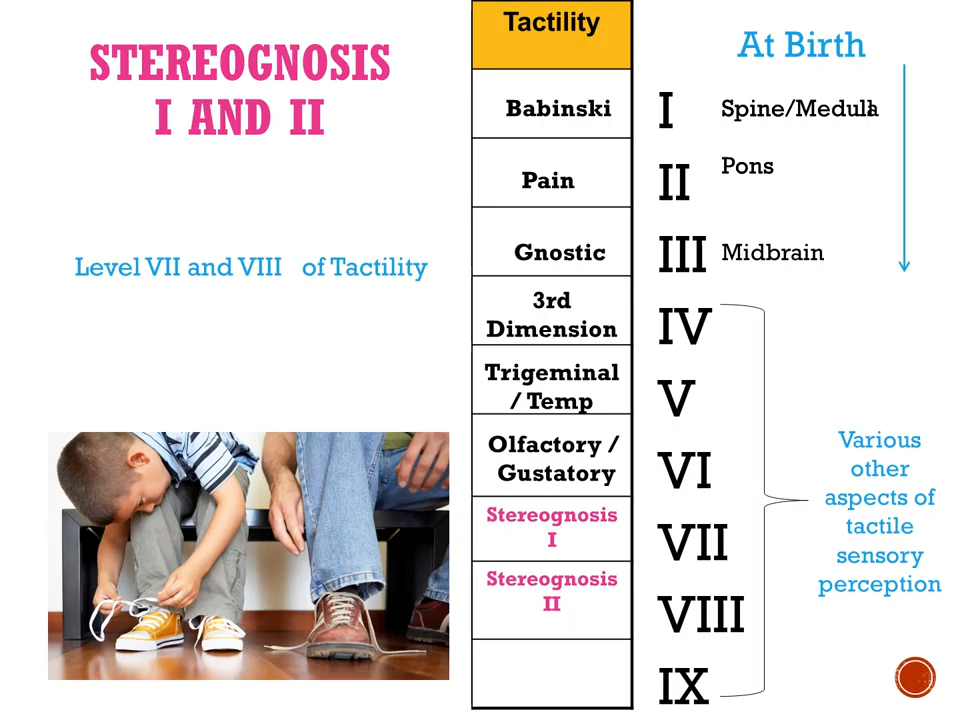 STEREOGNOSIS
I AND II
Level VII and VIII of Tactility
Tactility
Babinski
Pain
Gnostic
3rd
Dimension
Trigeminal
/ Temp
Olfactory /
Gustatory
Stereognosis
I
Stereognosis
II
At Birth
I Spine/Medulla
II Pons
III Midbrain
IV
V
VI
VII
VIII
IX
Various
other
aspects of
tactile
sensory
perception